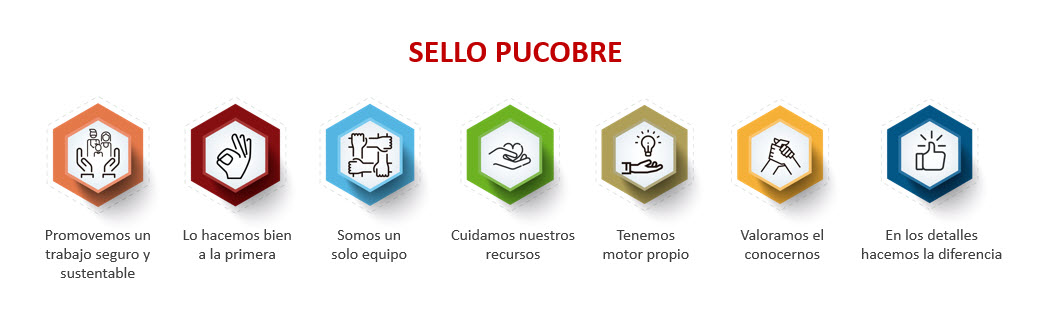 SELLO PUCOBRE
Promovemos un
trabajo seguro y
sustentable
Lo hacemos bien
a la primera
Somos un
solo equipo
Cuidamos nuestros
recursos
Tenemos
motor propio
Valoramos el
conocernos
En los detalles
hacemos la diferencia